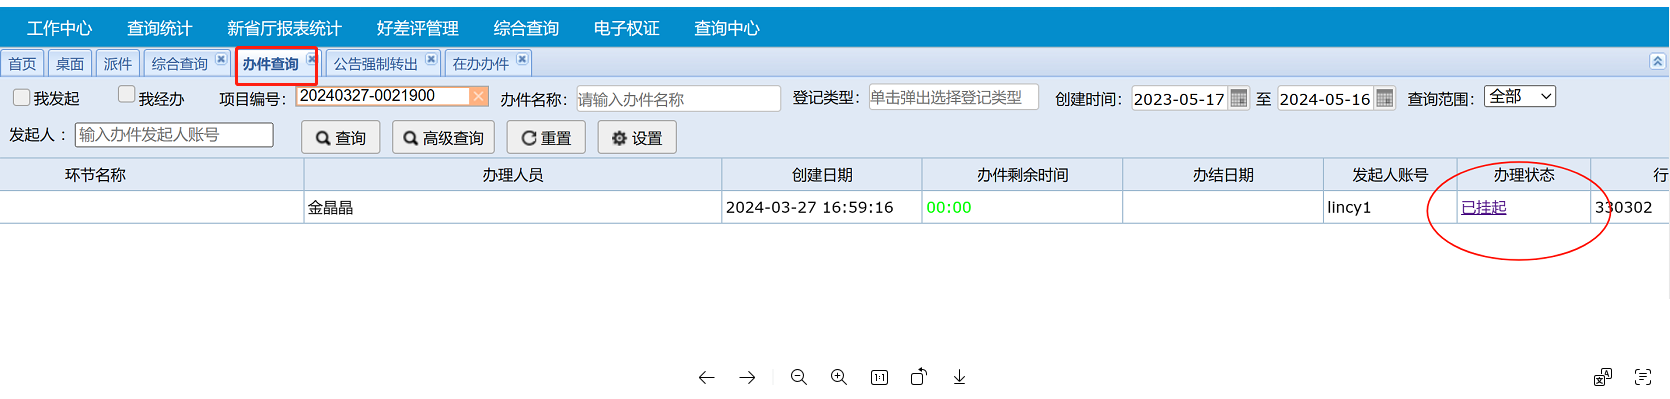 工作中心 查询统计 新省厅报表统计 好差评管理 综合查询 电子权证 查询中心
首页 桌面 派件 综合查询 办件查询 公告强制转出 在办办件
我发起 我经办 项目编号： 20240327-0021900 办件名称： 请输入办件名称 登记类型： 单击弹出选择登记类型 创建时间： 2023-05-17 至 2024-05-16 查询范围： 全部
发起人： 输入办件发起人账号 查询 高级查询 重置 设置
环节名称 办理人员 创建日期 办件剩余时间 办结日期 发起人账号 办理状态 行
金晶晶 2024-03-27 16:59:16 00:00 lincy1 已挂起 330302
1:1